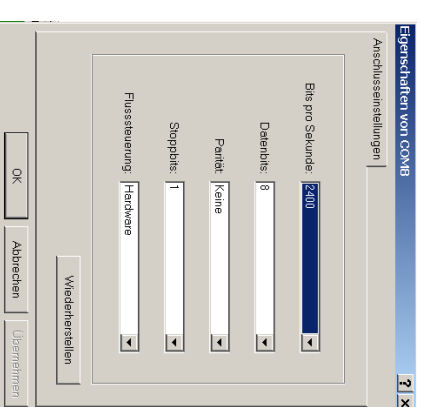 Eigenschaften von COM8
Anschlusseinstellungen
Bits pro Sekunde: 2400
Datenbits: 8
Parität: Keine
Stoppbits: 1
Flusssteuerung: Hardware
Wiederherstellen
OK Abbrechen Übernehmen